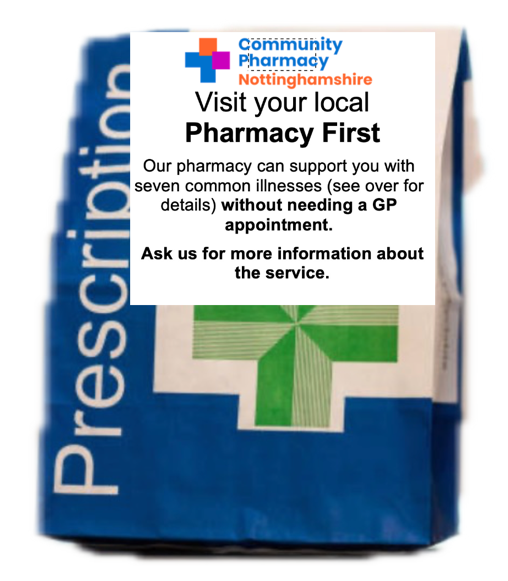 Community
Pharmacy
Nottinghamshire
Visit your local
Pharmacy First
Our pharmacy can support you with
seven common illnesses (see over for
details) without needing a GP
appointment.
Ask us for more information about
the service.
Prescription